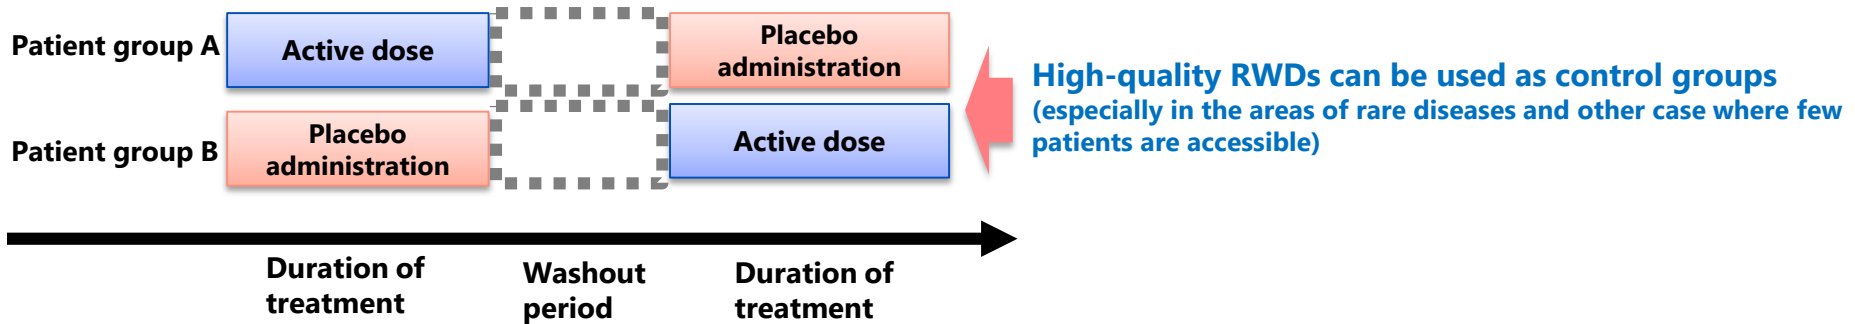 Patient group A
Active dose
Placebo
administration
Patient group B
Placebo
administration
Active dose
High-quality RWDs can be used as control groups
(especially in the areas of rare diseases and other case where few
patients are accessible)
Duration of
treatment
Washout
period
Duration of
treatment